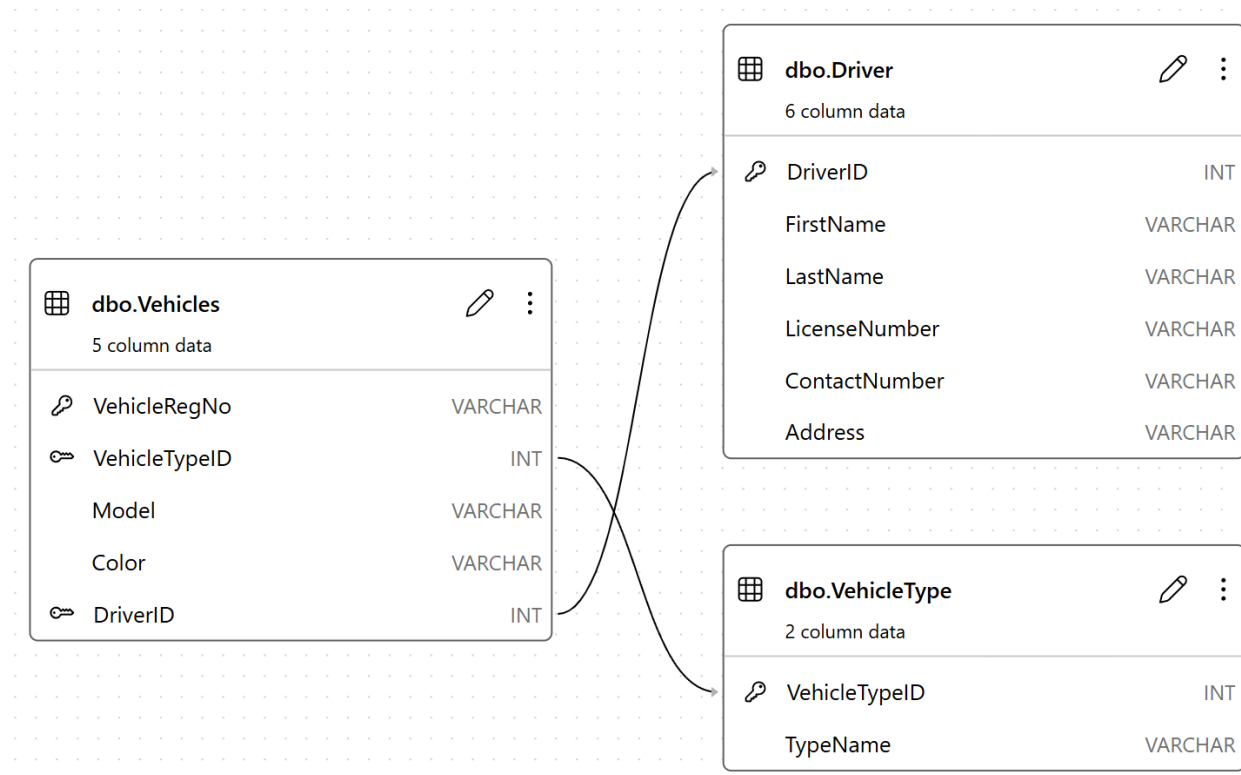 dbo.Driver
6 column data
DriverID INT
FirstName VARCHAR
LastName VARCHAR
LicenseNumber VARCHAR
ContactNumber VARCHAR
Address VARCHAR
dbo.Vehicles
5 column data
VehicleRegNo VARCHAR
VehicleTypeID INT
Model VARCHAR
Color VARCHAR
DriverID INT
dbo.VehicleType
2 column data
VehicleTypeID INT
TypeName VARCHAR